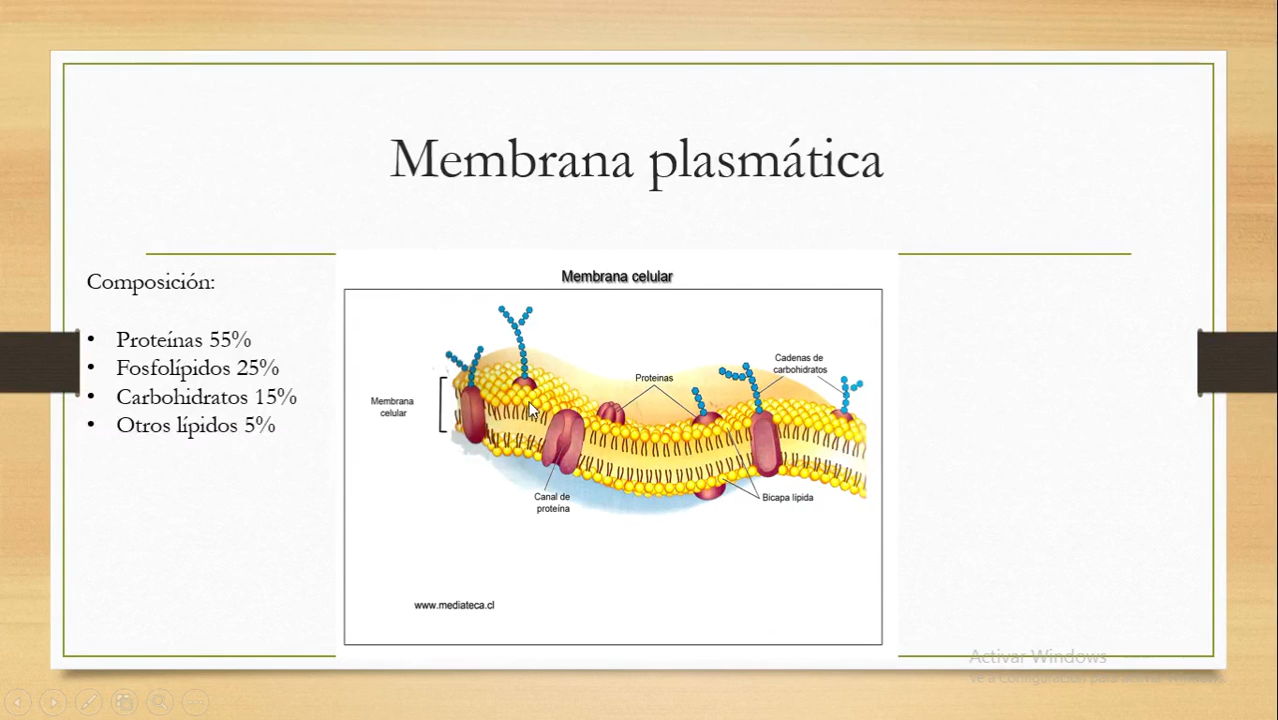 Membrana plasmática
Composición:
• Proteínas 55%
• Fosfolípidos 25%
• Carbohidratos 15%
• Otros lípidos 5%
Membrana celular
Cadenas de
carbohidratos
Proteinas
Membrana
celular
Canal de
proteína
Bicapa lípida
www.mediateca.cl
Activar Windows
Ve a Configuración para activar Windows.